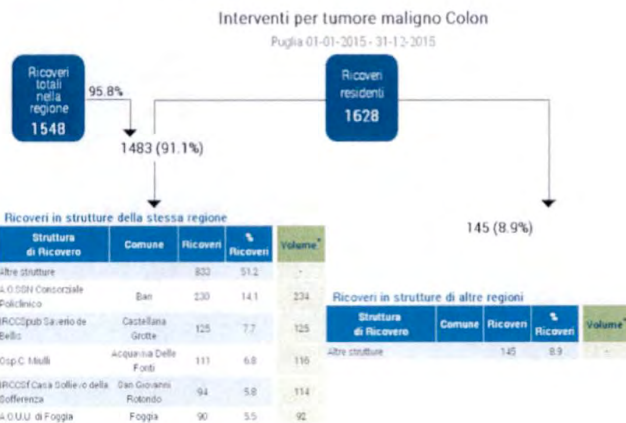 Interventi per tumore maligno Colon
Puglia 01-01-2015 - 31-12-2015
Ricoveri
totali
nella
regione
1548
95.8%
Ricoveri
residenti
1628
1483 (91.1%)
145 (8.9%)
Ricoveri in strutture della stessa regione
Struttura di Ricovero Comune Ricoveri % Ricoveri Volume*
Altre strutture 833 51.2 -
A.O.SSN Consorziale Policlinico Bari 230 14.1 234
IRCCSpub Saverio de Bellis Castellana Grotte 125 7.7 125
Osp C. Miulli Acquaviva Delle Fonti 111 6.8 116
IRCCSf Casa Sollievo della Sofferenza San Giovanni Rotondo 94 5.8 114
A.O.U.U. di Foggia Foggia 90 5.5 92
Ricoveri in strutture di altre regioni
Struttura di Ricovero Comune Ricoveri % Ricoveri Volume*
Altre strutture 145 8.9 -